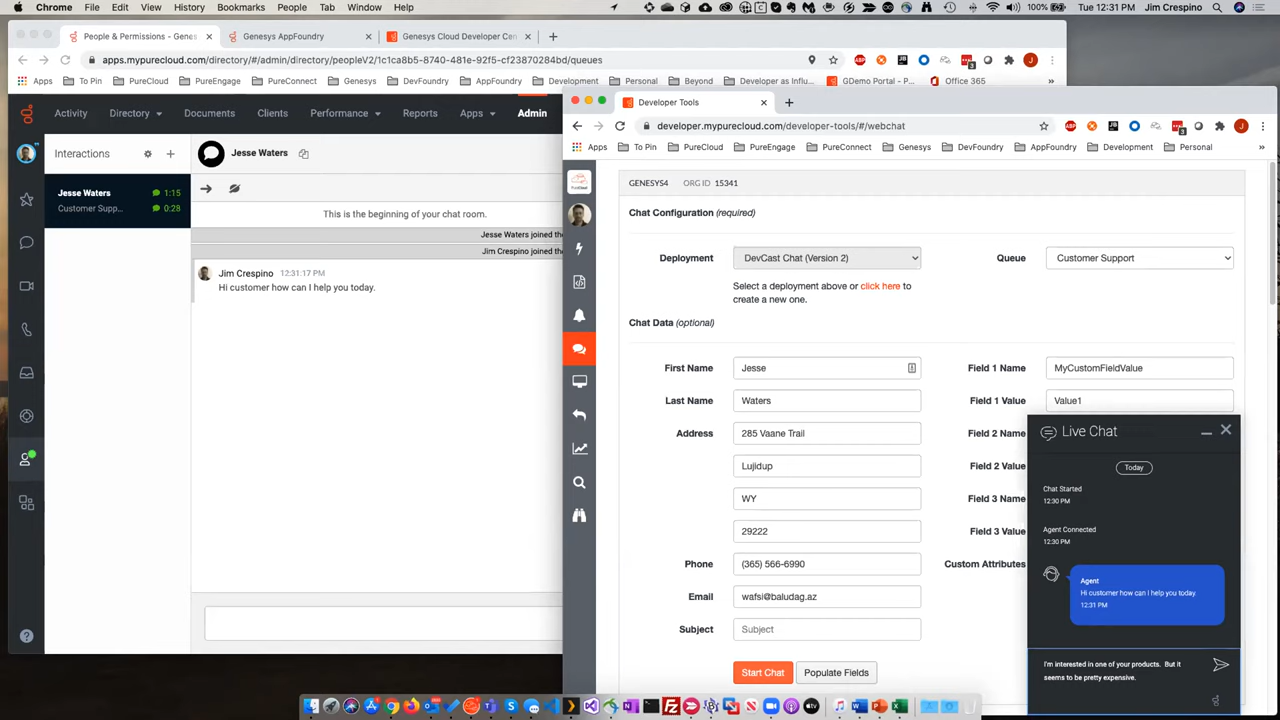 Chrome File Edit View History Bookmarks People Tab Window Help
100% Tue 12:31 PM Jim Crespino
People & Permissions - Genes
Genesys AppFoundry
Genesys Cloud Developer Cen
apps.mypurecloud.com/directory/#/admin/directory/peopleV2/1c1ca8b5-8740-481e-92f5-cf23870284bd/queues
Apps To Pin PureCloud PureEngage PureConnect Genesys DevFoundry AppFoundry Development Personal Beyond Developer as Influ... GDemo Portal - P... Office 365
Activity Directory Documents Clients Performance Reports Apps Admin
Interactions
Jesse Waters 1:15
Customer Supp... 0:28
Jesse Waters
This is the beginning of your chat room.
Jesse Waters joined the
Jim Crespino joined the
Jim Crespino 12:31:17 PM
Hi customer how can I help you today.
Developer Tools
developer.mypurecloud.com/developer-tools/#/webchat
Apps To Pin PureCloud PureEngage PureConnect Genesys DevFoundry AppFoundry Development Personal
GENESYS4 ORG ID 15341
Chat Configuration (required)
Deployment DevCast Chat (Version 2)
Queue Customer Support
Select a deployment above or click here to
create a new one.
Chat Data (optional)
First Name Jesse
Field 1 Name MyCustomFieldValue
Last Name Waters
Field 1 Value Value1
Address 285 Vaane Trail
Field 2 Name
Lujidup
Field 2 Value
WY
Field 3 Name
29222
Field 3 Value
Phone (365) 566-6990
Custom Attributes
Email wafsi@baludag.az
Subject Subject
Start Chat Populate Fields
Live Chat
Today
Chat Started
12:30 PM
Agent Connected
12:30 PM
Agent
Hi customer how can I help you today.
12:31 PM
I'm interested in one of your products. But it
seems to be pretty expensive.